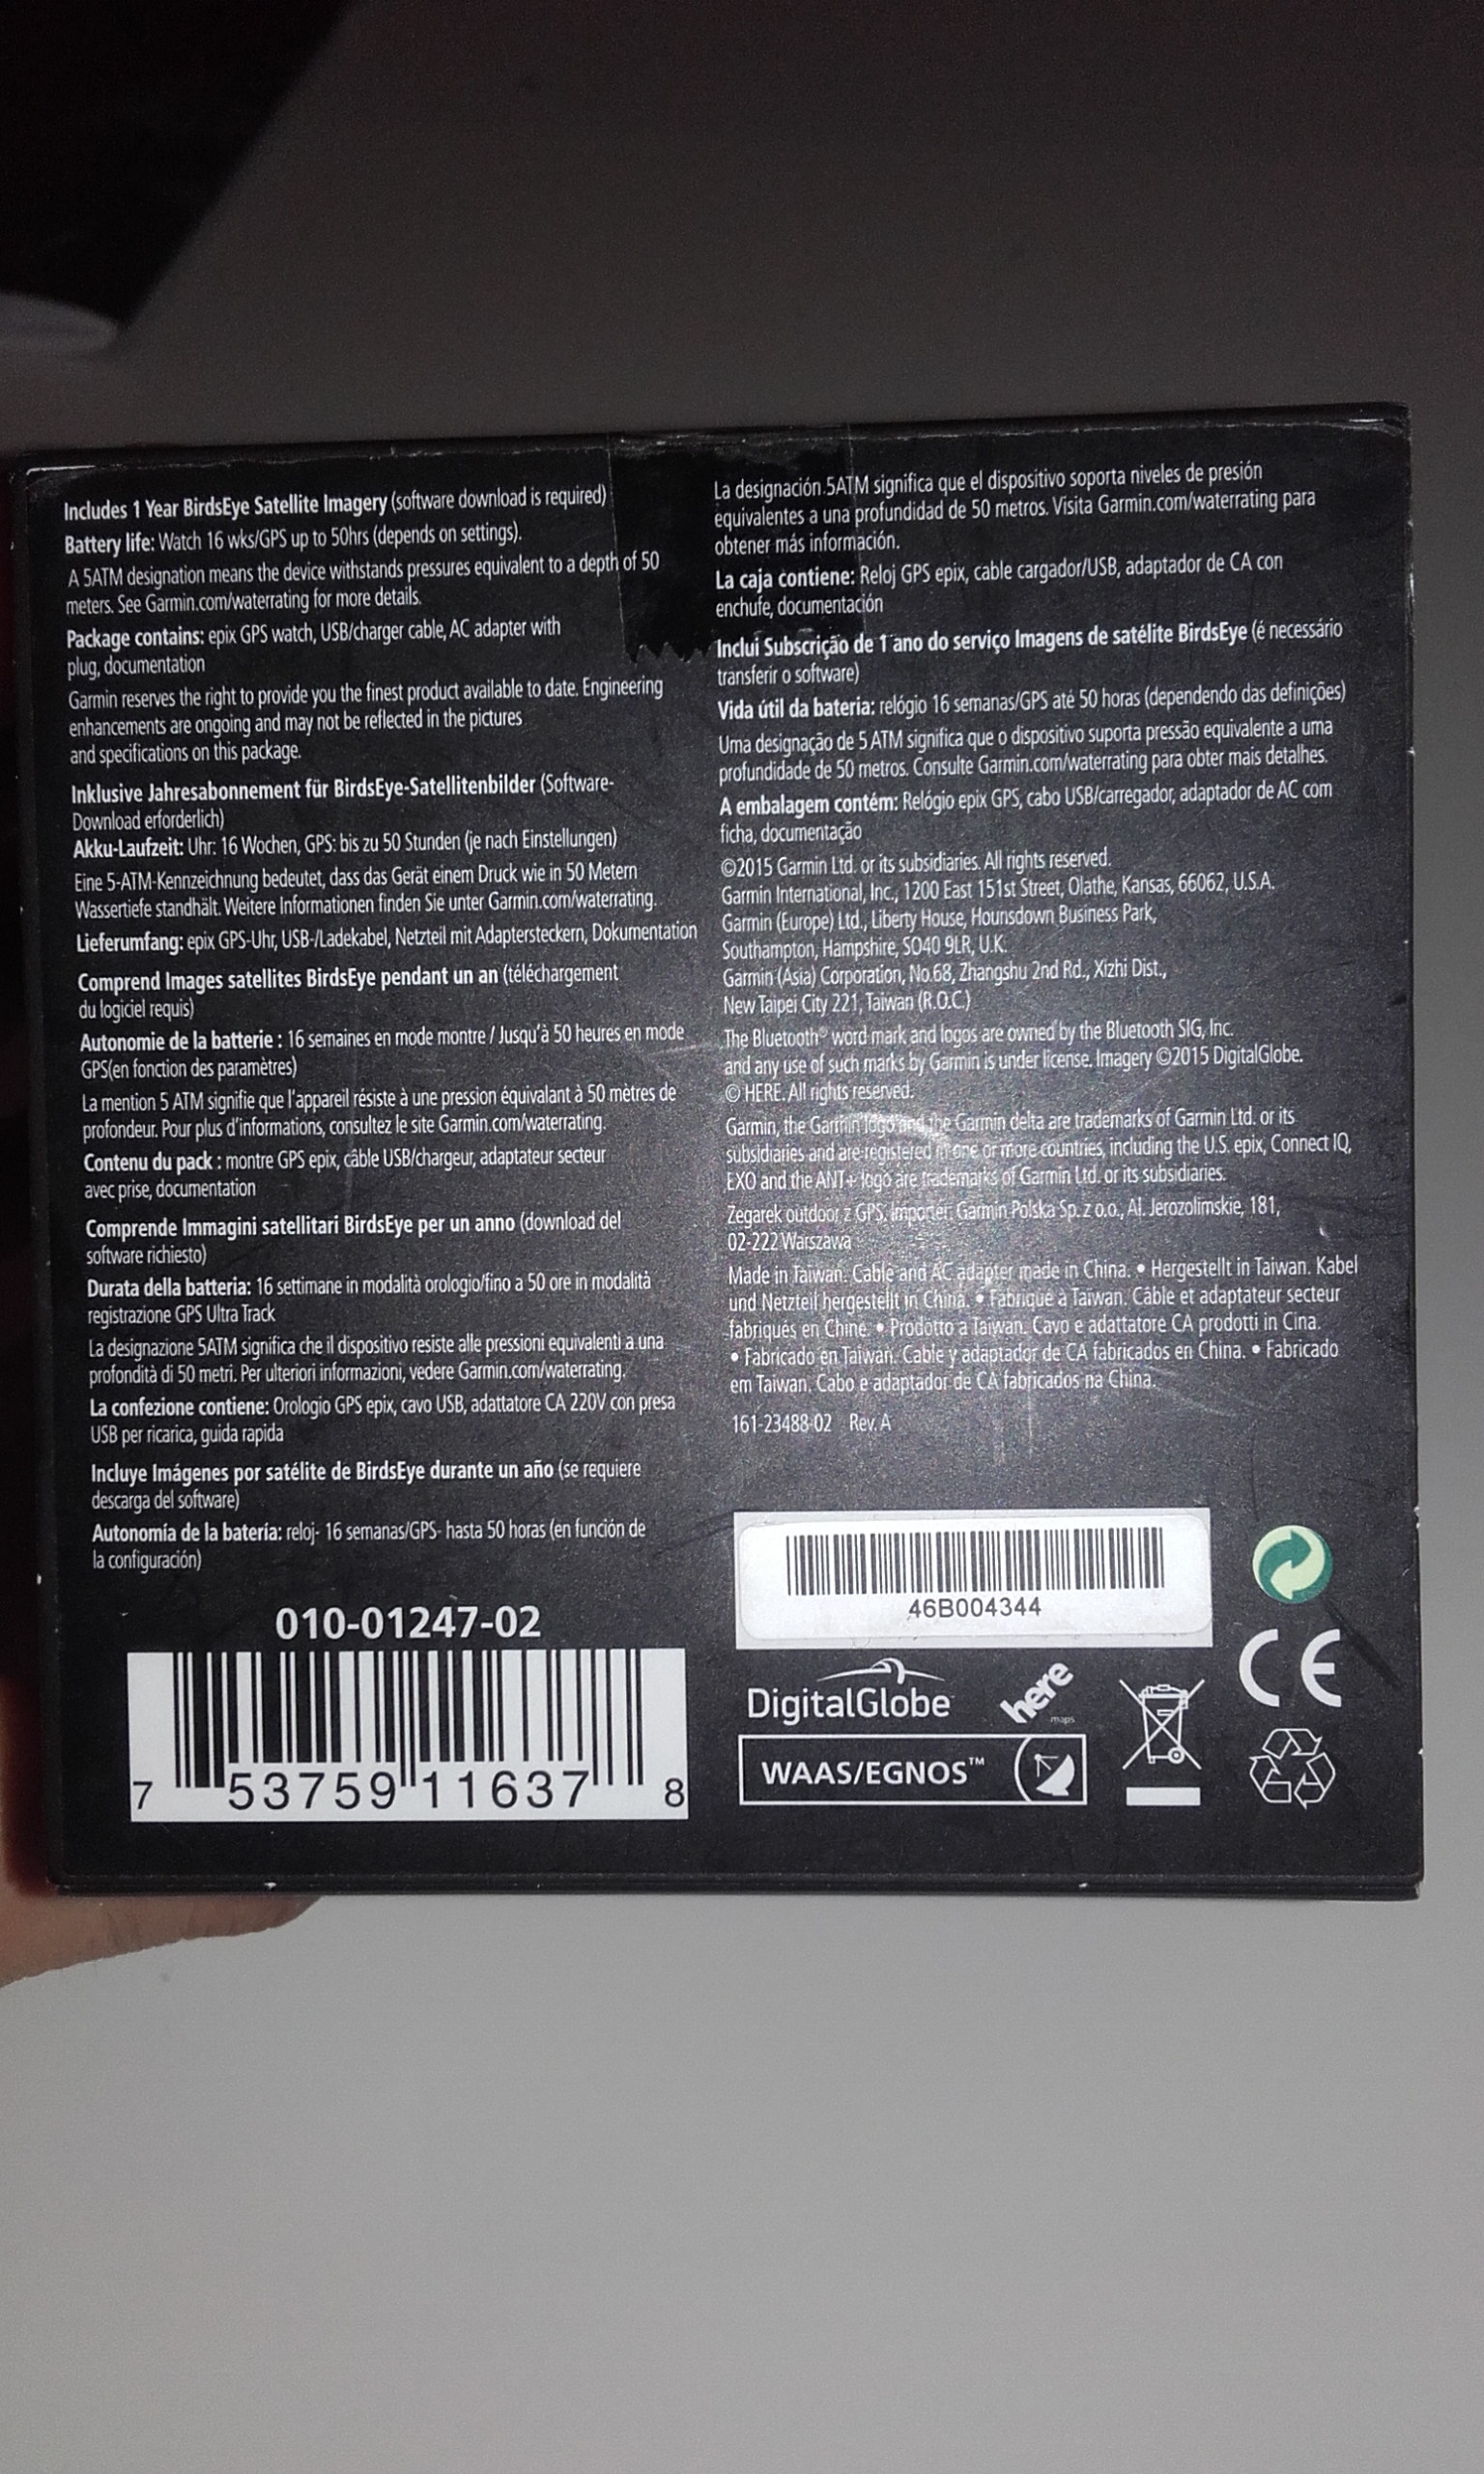 Includes 1 Year BirdsEye Satellite Imagery (software download is required)
Battery life: Watch 16 wks/GPS up to 50hrs (depends on settings).
A 5ATM designation means the device withstands pressures equivalent to a depth of 50
meters. See Garmin.com/waterrating for more details.
Package contains: epix GPS watch, USB/charger cable, AC adapter with
plug, documentation
Garmin reserves the right to provide you the finest product available to date. Engineering
enhancements are ongoing and may not be reflected in the pictures
and specifications on this package.
Inklusive Jahresabonnement für BirdsEye-Satellitenbilder (Software-
Download erforderlich)
Akku-Laufzeit: Uhr: 16 Wochen, GPS: bis zu 50 Stunden (je nach Einstellungen)
Eine 5-ATM-Kennzeichnung bedeutet, dass das Gerät einem Druck wie in 50 Metern
Wassertiefe standhält. Weitere Informationen finden Sie unter Garmin.com/waterrating.
Lieferumfang: epix GPS-Uhr, USB-/Ladekabel, Netzteil mit Adaptersteckern, Dokumentation
Comprend Images satellites BirdsEye pendant un an (téléchargement
du logiciel requis)
Autonomie de la batterie : 16 semaines en mode montre / Jusqu'à 50 heures en mode
GPS(en fonction des paramètres)
La mention 5 ATM signifie que l'appareil résiste à une pression équivalant à 50 mètres de
profondeur. Pour plus d'informations, consultez le site Garmin.com/waterrating.
Contenu du pack : montre GPS epix, câble USB/chargeur, adaptateur secteur
avec prise, documentation
Comprende Immagini satellitari BirdsEye per un anno (download del
software richiesto)
Durata della batteria: 16 settimane in modalità orologio/fino a 50 ore in modalità
registrazione GPS Ultra Track
La designazione 5ATM significa che il dispositivo resiste alle pressioni equivalenti a una
profondità di 50 metri. Per ulteriori informazioni, vedere Garmin.com/waterrating.
La confezione contiene: Orologio GPS epix, cavo USB, adattatore CA 220V con presa
USB per ricarica, guida rapida
Incluye Imágenes por satélite de BirdsEye durante un año (se requiere
descarga del software)
Autonomía de la batería: reloj- 16 semanas/GPS- hasta 50 horas (en función de
la configuración)
010-01247-02
7 53759 11637 8
La designación 5ATM significa que el dispositivo soporta niveles de presión
equivalentes a una profundidad de 50 metros. Visita Garmin.com/waterrating para
obtener más información.
La caja contiene: Reloj GPS epix, cable cargador/USB, adaptador de CA con
enchufe, documentación
Inclui Subscrição de 1 ano do serviço Imagens de satélite BirdsEye (é necessário
transferir o software)
Vida útil da bateria: relógio 16 semanas/GPS até 50 horas (dependendo das definições)
Uma designação de 5 ATM significa que o dispositivo suporta pressão equivalente a uma
profundidade de 50 metros. Consulte Garmin.com/waterrating para obter mais detalhes.
A embalagem contém: Relógio epix GPS, cabo USB/carregador, adaptador de AC com
ficha, documentação
©2015 Garmin Ltd. or its subsidiaries. All rights reserved.
Garmin International, Inc., 1200 East 151st Street, Olathe, Kansas, 66062, U.S.A.
Garmin (Europe) Ltd., Liberty House, Hounsdown Business Park,
Southampton, Hampshire, SO40 9LR, U.K.
Garmin (Asia) Corporation, No.68, Zhangshu 2nd Rd., Xizhi Dist.,
New Taipei City 221, Taiwan (R.O.C.)
The Bluetooth® word mark and logos are owned by the Bluetooth SIG, Inc.
and any use of such marks by Garmin is under license. Imagery ©2015 DigitalGlobe.
© HERE. All rights reserved.
Garmin, the Garmin logo and the Garmin delta are trademarks of Garmin Ltd. or its
subsidiaries and are registered in one or more countries, including the U.S. epix, Connect IQ,
EXO and the ANT+ logo are trademarks of Garmin Ltd. or its subsidiaries.
Zegarek outdoor z GPS. Importer: Garmin Polska Sp. z o.o., Al. Jerozolimskie, 181,
02-222 Warszawa
Made in Taiwan. Cable and AC adapter made in China. • Hergestellt in Taiwan. Kabel
und Netzteil hergestellt in China. • Fabriqué à Taiwan. Câble et adaptateur secteur
fabriqués en Chine. • Prodotto a Taiwan. Cavo e adattatore CA prodotti in Cina.
• Fabricado en Taiwán. Cable y adaptador de CA fabricados en China. • Fabricado
em Taiwan. Cabo e adaptador de CA fabricados na China.
161-23488-02 Rev. A
46B004344
DigitalGlobe
here
maps
WAAS/EGNOS™
CE